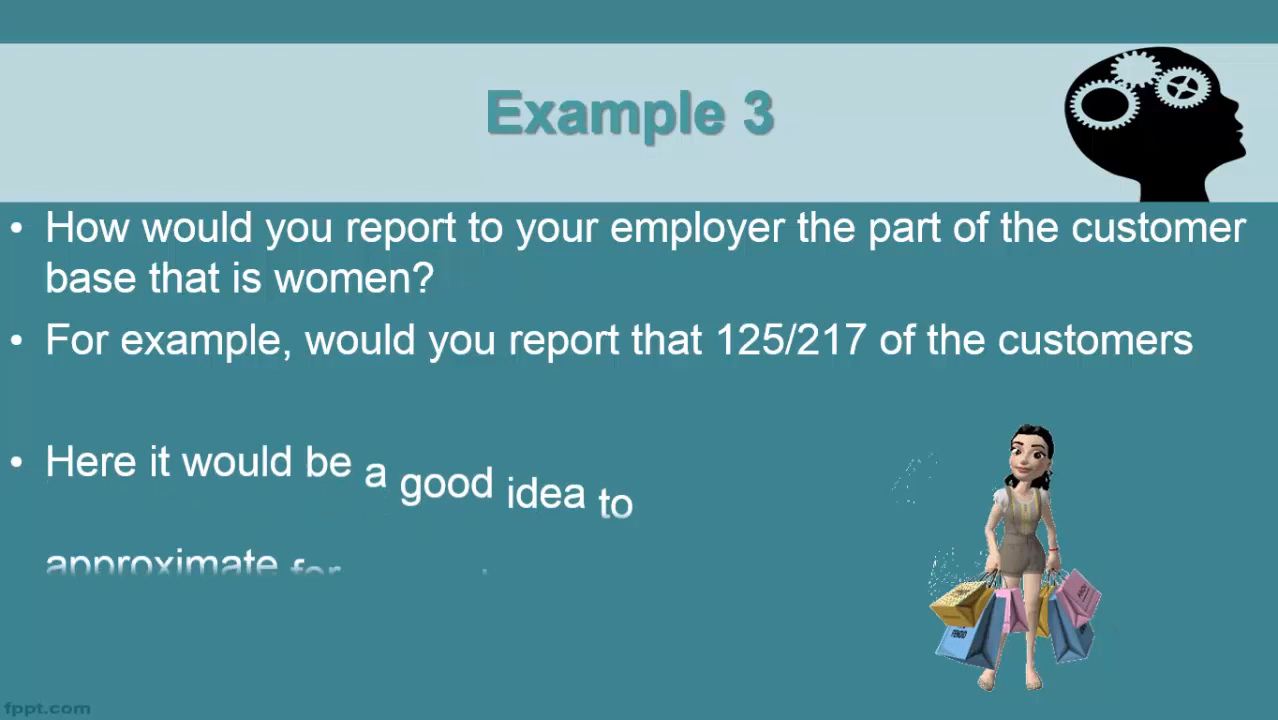 Example 3
• How would you report to your employer the part of the customer
base that is women?
• For example, would you report that 125/217 of the customers
• Here it would be a good idea to
approximate for
fppt.com